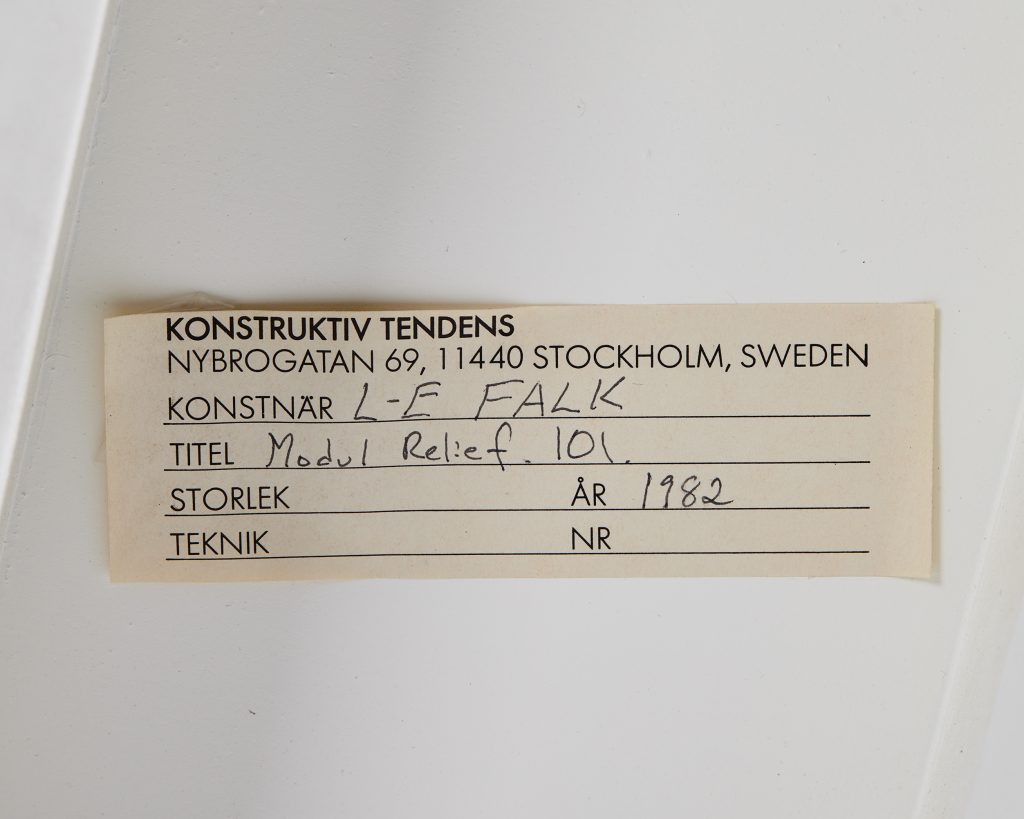 KONSTRUKTIV TENDENS
NYBROGATAN 69, 11440 STOCKHOLM, SWEDEN
KONSTNÄR L-E FALK
TITEL Modul Relief. 101.
STORLEK ÅR 1982
TEKNIK NR